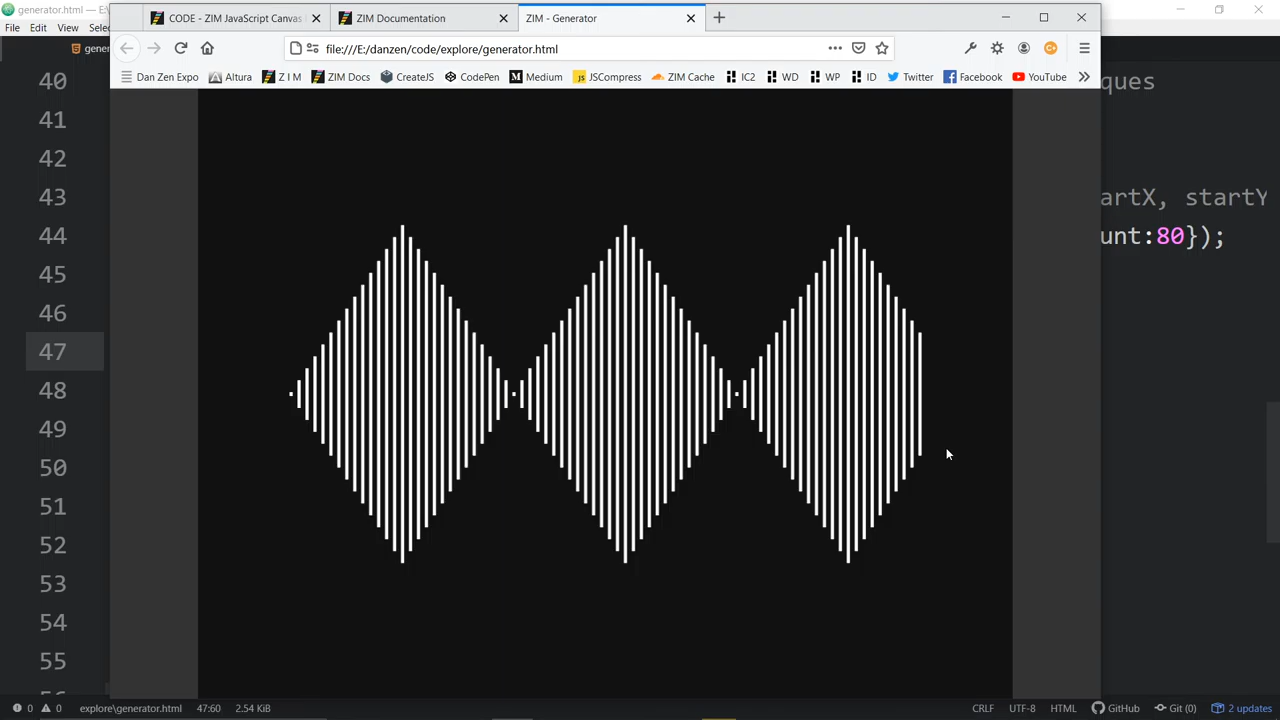 generator.html — E:
File Edit View Selec
gener
CODE - ZIM JavaScript Canvas
ZIM Documentation
ZIM - Generator
file:///E:/danzen/code/explore/generator.html
Dan Zen Expo Altura Z I M ZIM Docs CreateJS CodePen Medium JSCompress ZIM Cache IC2 WD WP ID Twitter Facebook YouTube
40 ques
41
42
43 artX, startY
44 unt:80});
45
46
47
48
49
50
51
52
53
54
55
0 0 explore\generator.html 47:60 2.54 KiB CRLF UTF-8 HTML GitHub Git (0) 2 updates